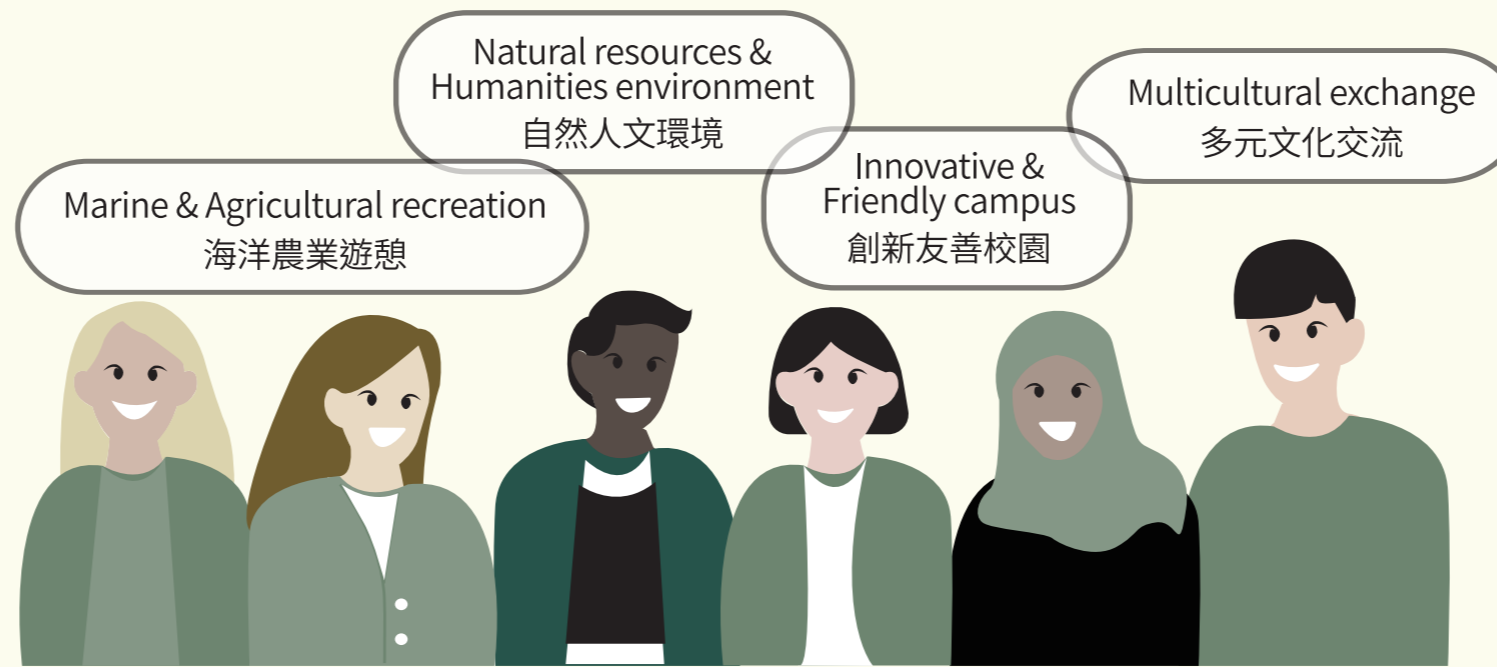 Natural resources &
Humanities environment
自然人文環境
Multicultural exchange
多元文化交流
Innovative &
Friendly campus
創新友善校園
Marine & Agricultural recreation
海洋農業遊憩